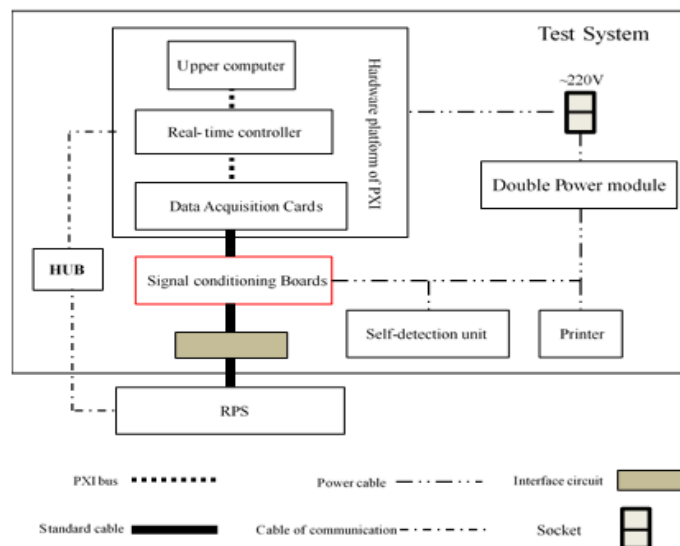 Test System
Upper computer
Hardware platform of PXI
~220V
Real- time controller
Double Power module
Data Acquisition Cards
HUB
Signal conditioning Boards
Self-detection unit
Printer
RPS
PXI bus
Power cable
Interface circuit
Standard cable
Cable of communication
Socket